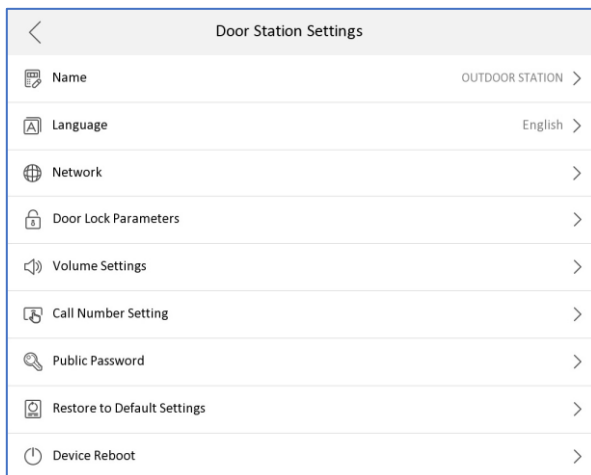 Door Station Settings
Name OUTDOOR STATION
Language English
Network
Door Lock Parameters
Volume Settings
Call Number Setting
Public Password
Restore to Default Settings
Device Reboot